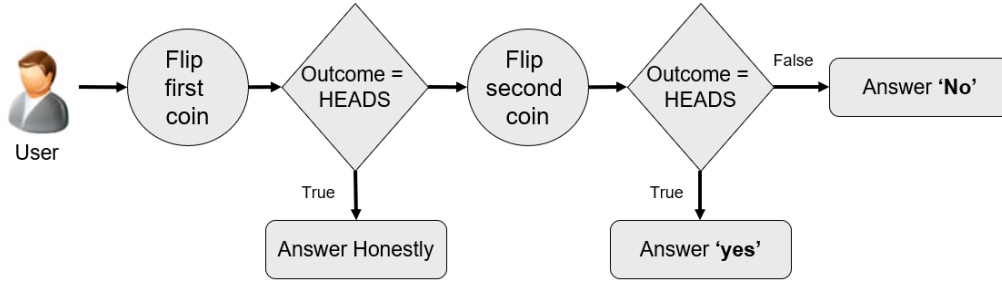 User
Flip
first
coin
Outcome =
HEADS
True
Answer Honestly
Flip
second
coin
Outcome =
HEADS
True
Answer ‘yes’
False
Answer ‘No’